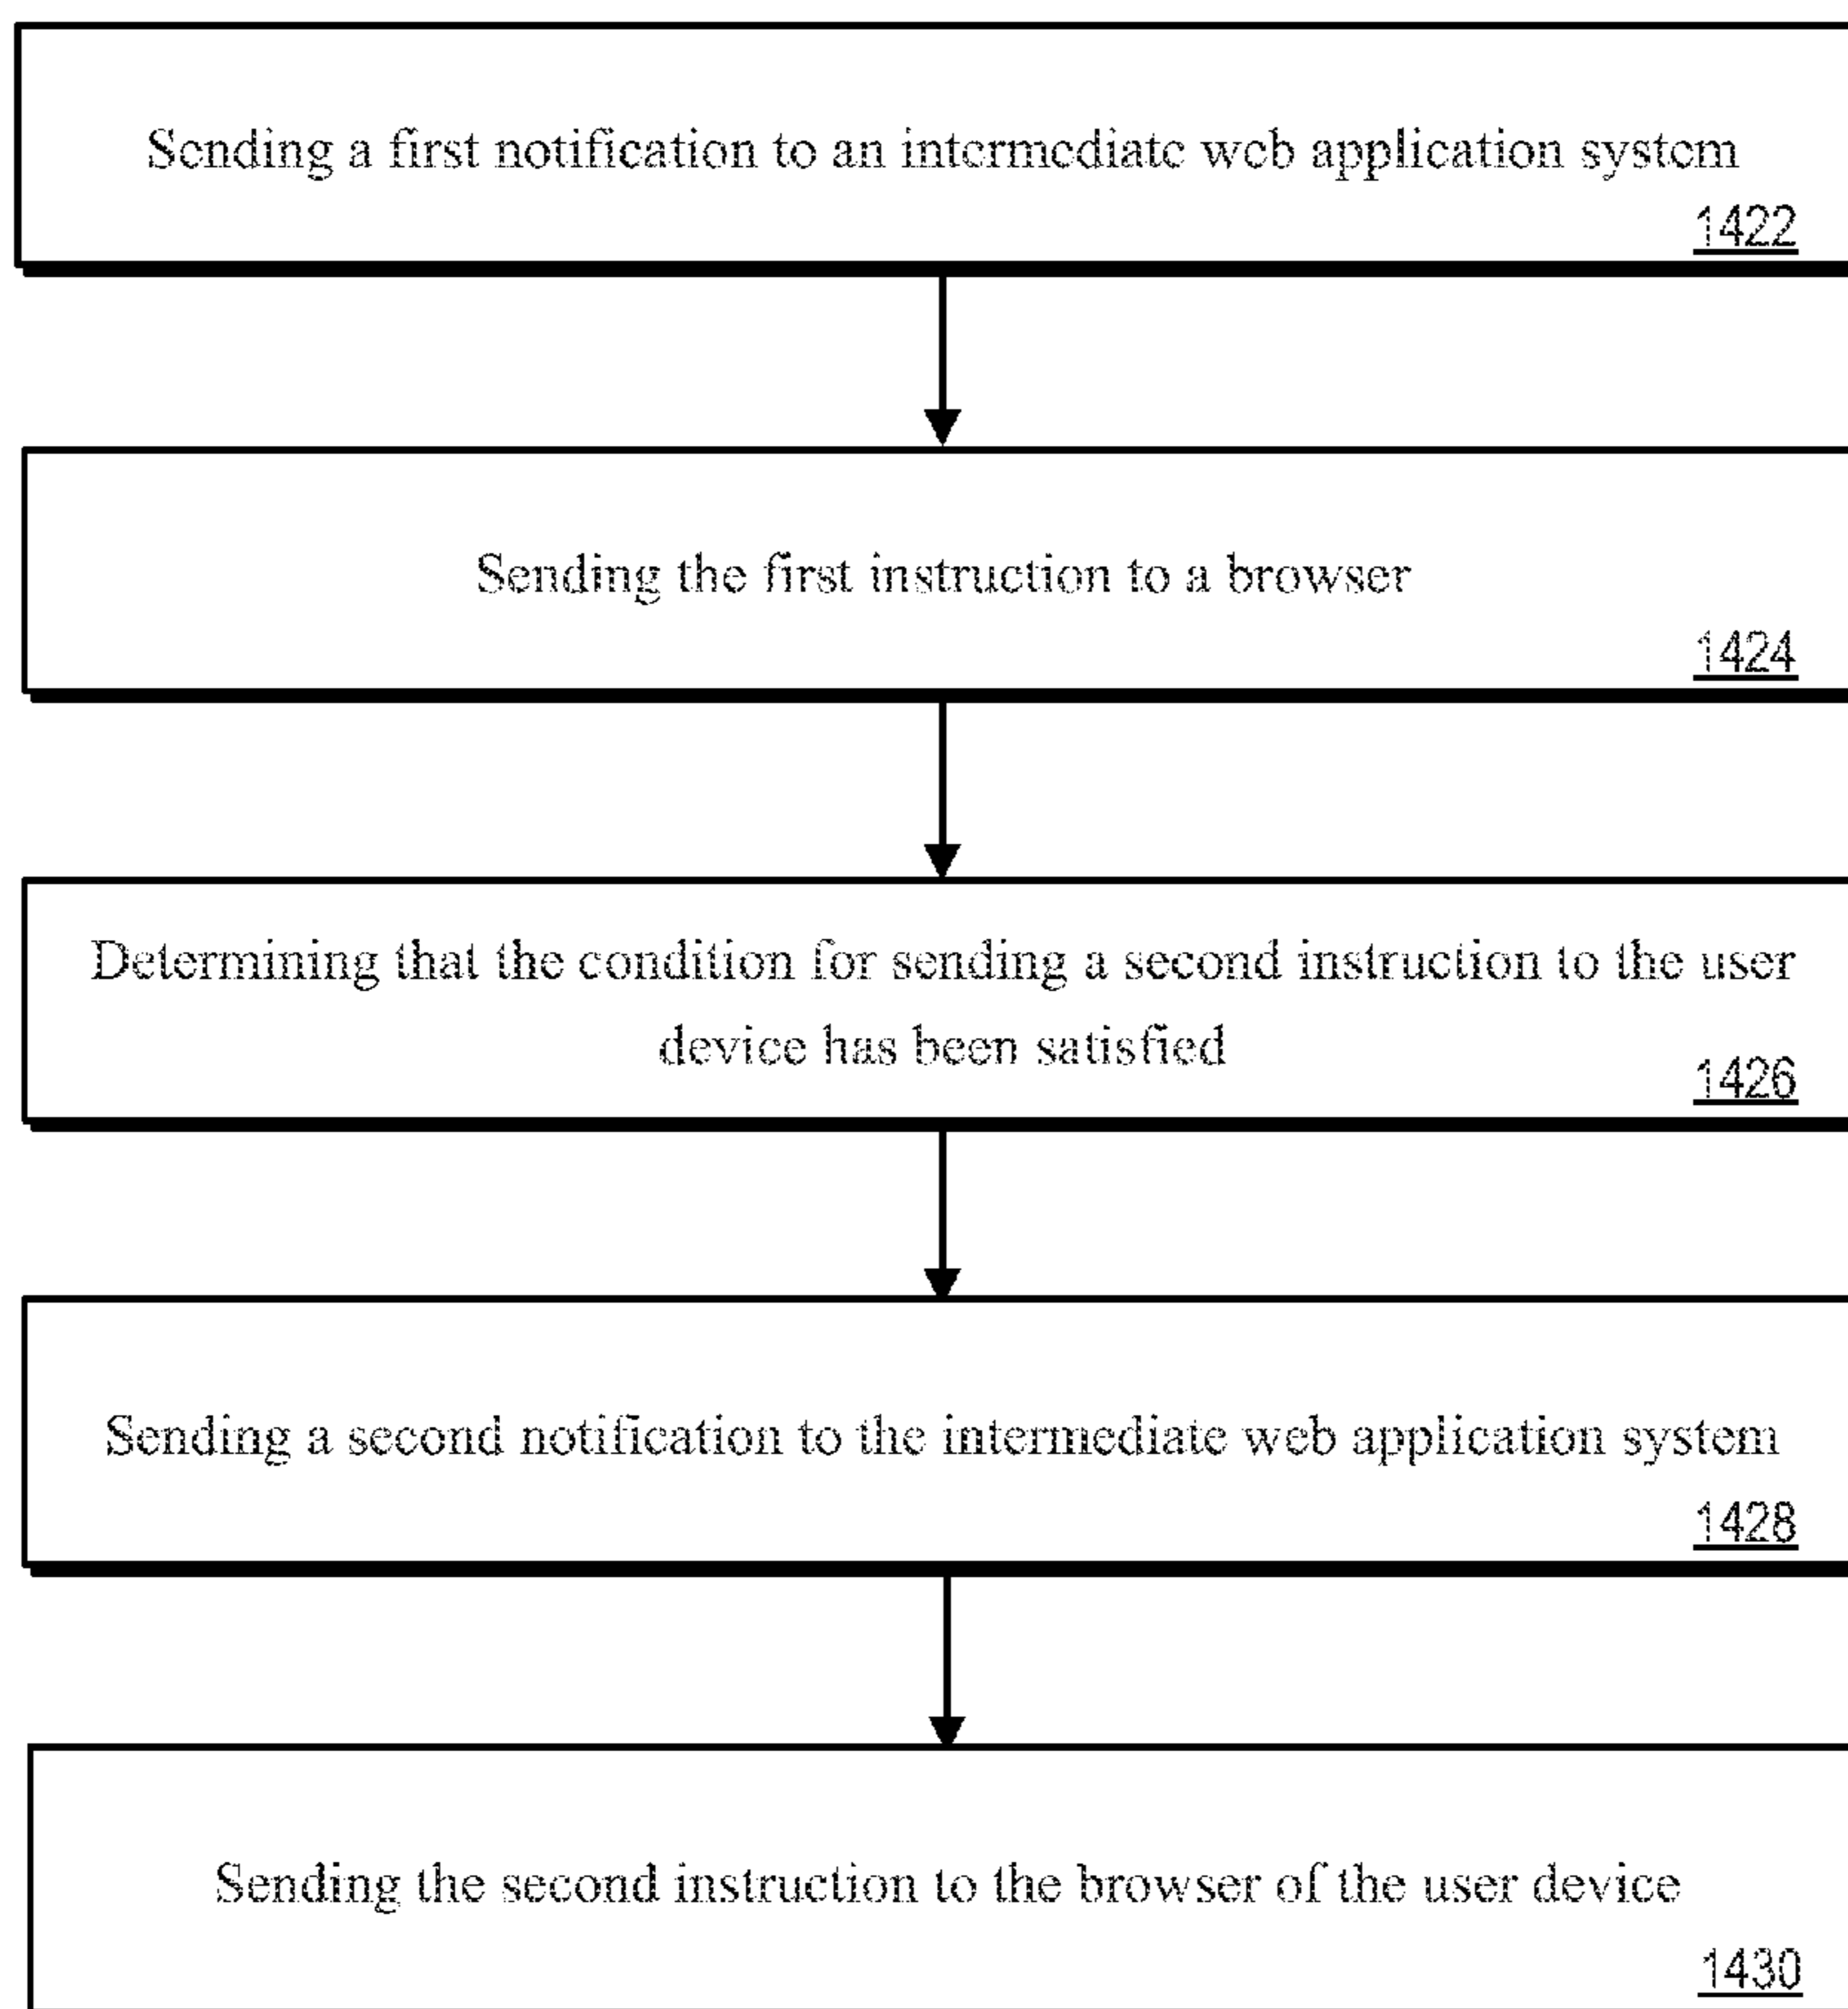 Sending a first notification to an intermediate web application system
1422
Sending the first instruction to a browser
1424
Determining that the condition for sending a second instruction to the user
device has been satisfied
1426
Sending a second notification to the intermediate web application system
1428
Sending the second instruction to the browser of the user device
1430